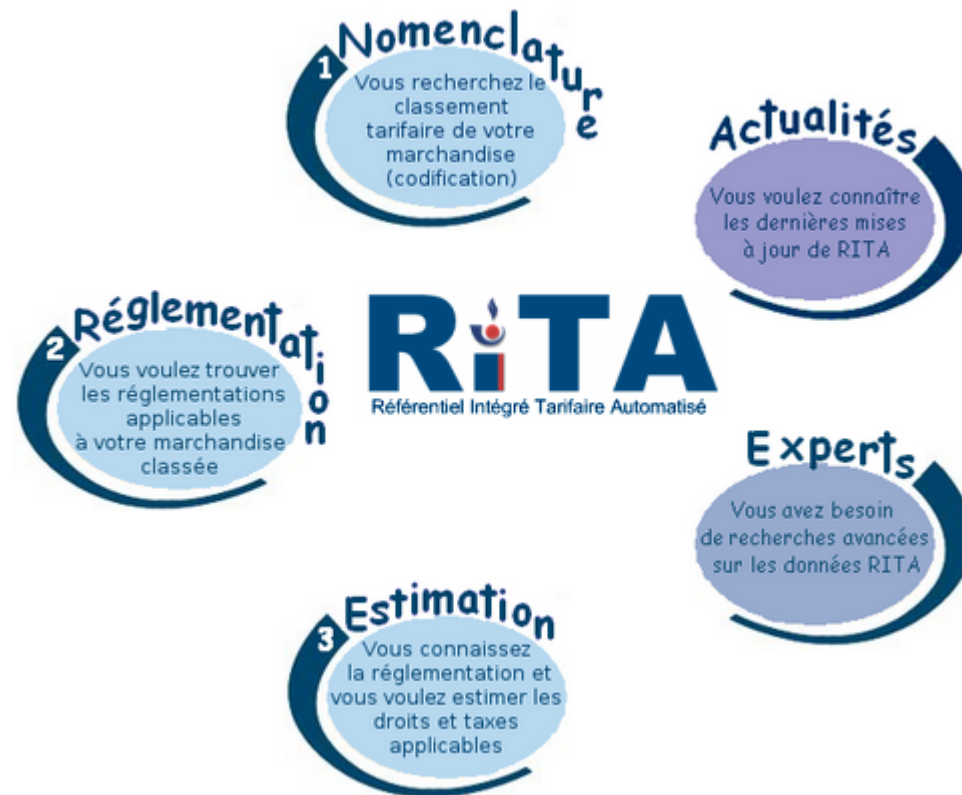 Nomenclature
1
Vous recherchez le
classement
tarifaire de votre
marchandise
(codification)
Actualités
Vous voulez connaître
les dernières mises
à jour de RITA
Réglementation
2
Vous voulez trouver
les réglementations
applicables
à votre marchandise
classée
RiTA
Référentiel Intégré Tarifaire Automatisé
Experts
Vous avez besoin
de recherches avancées
sur les données RITA
Estimation
3
Vous connaissez
la réglementation et
vous voulez estimer les
droits et taxes
applicables